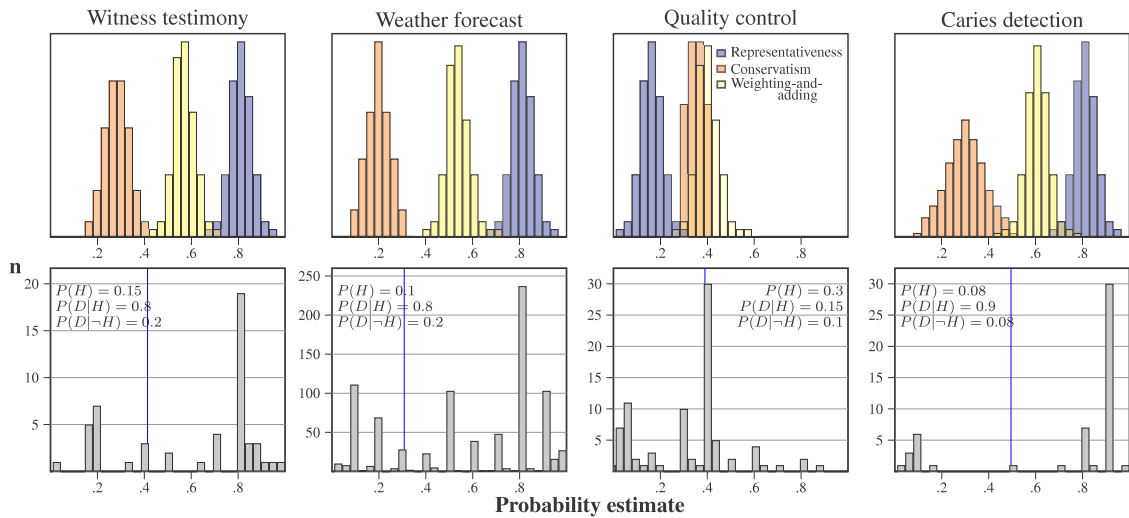 Witness testimony
Weather forecast
Quality control
Caries detection
Representativeness
Conservatism
Weighting-and-
adding
.2 .4 .6 .8
.2 .4 .6 .8
.2 .4 .6 .8
.2 .4 .6 .8
n
20
15
10
5
P(H) = 0.15
P(D|H) = 0.8
P(D|¬H) = 0.2
.2 .4 .6 .8
250
200
150
100
50
P(H) = 0.1
P(D|H) = 0.8
P(D|¬H) = 0.2
.2 .4 .6 .8
30
25
20
15
10
5
P(H) = 0.3
P(D|H) = 0.15
P(D|¬H) = 0.1
.2 .4 .6 .8
30
25
20
15
10
5
P(H) = 0.08
P(D|H) = 0.9
P(D|¬H) = 0.08
.2 .4 .6 .8
Probability estimate